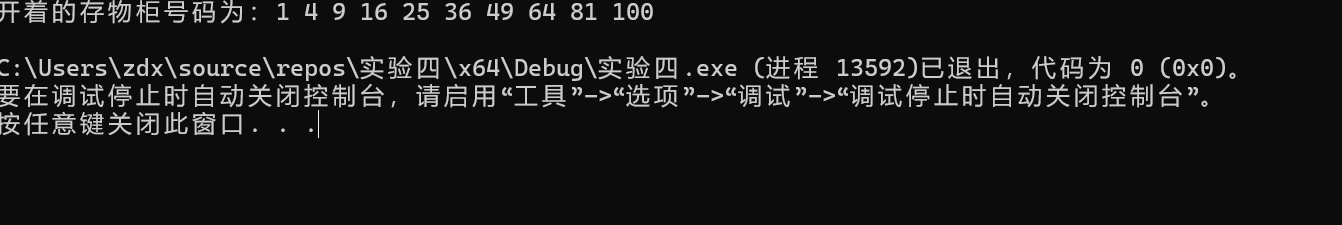 开着的存物柜号码为: 1 4 9 16 25 36 49 64 81 100
C:\Users\zdx\source\repos\实验四\x64\Debug\实验四.exe (进程 13592)已退出，代码为 0 (0x0)。
要在调试停止时自动关闭控制台，请启用“工具”->“选项”->“调试”->“调试停止时自动关闭控制台”。
按任意键关闭此窗口. . .